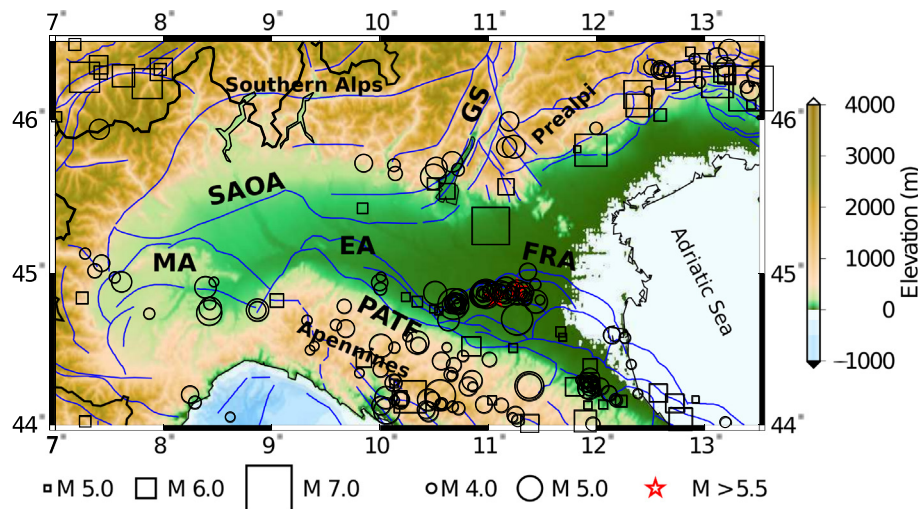 7° 8° 9° 10° 11° 12° 13°
Southern Alps
GS
Prealpi
46° 46°
SAOA
Adriatic Sea
EA
FRA
MA
45° 45°
PATF
Apennines
44° 44°
7° 8° 9° 10° 11° 12° 13°
4000
3000
2000
1000
0
−1000
Elevation (m)
M 5.0 M 6.0 M 7.0 M 4.0 M 5.0 M >5.5